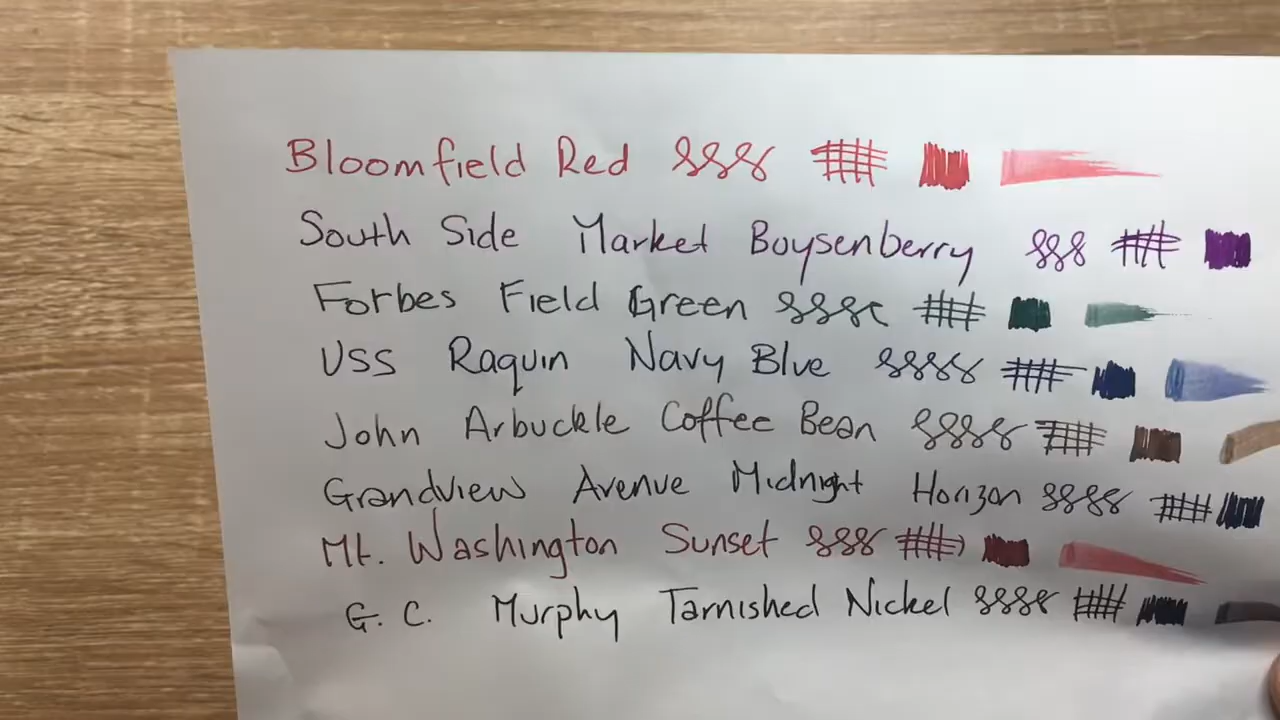 Bloomfield Red
South Side Market Boysenberry
Forbes Field Green
USS Raquin Navy Blue
John Arbuckle Coffee Bean
Grandview Avenue Midnight Horizon
Mt. Washington Sunset
G. C. Murphy Tarnished Nickel